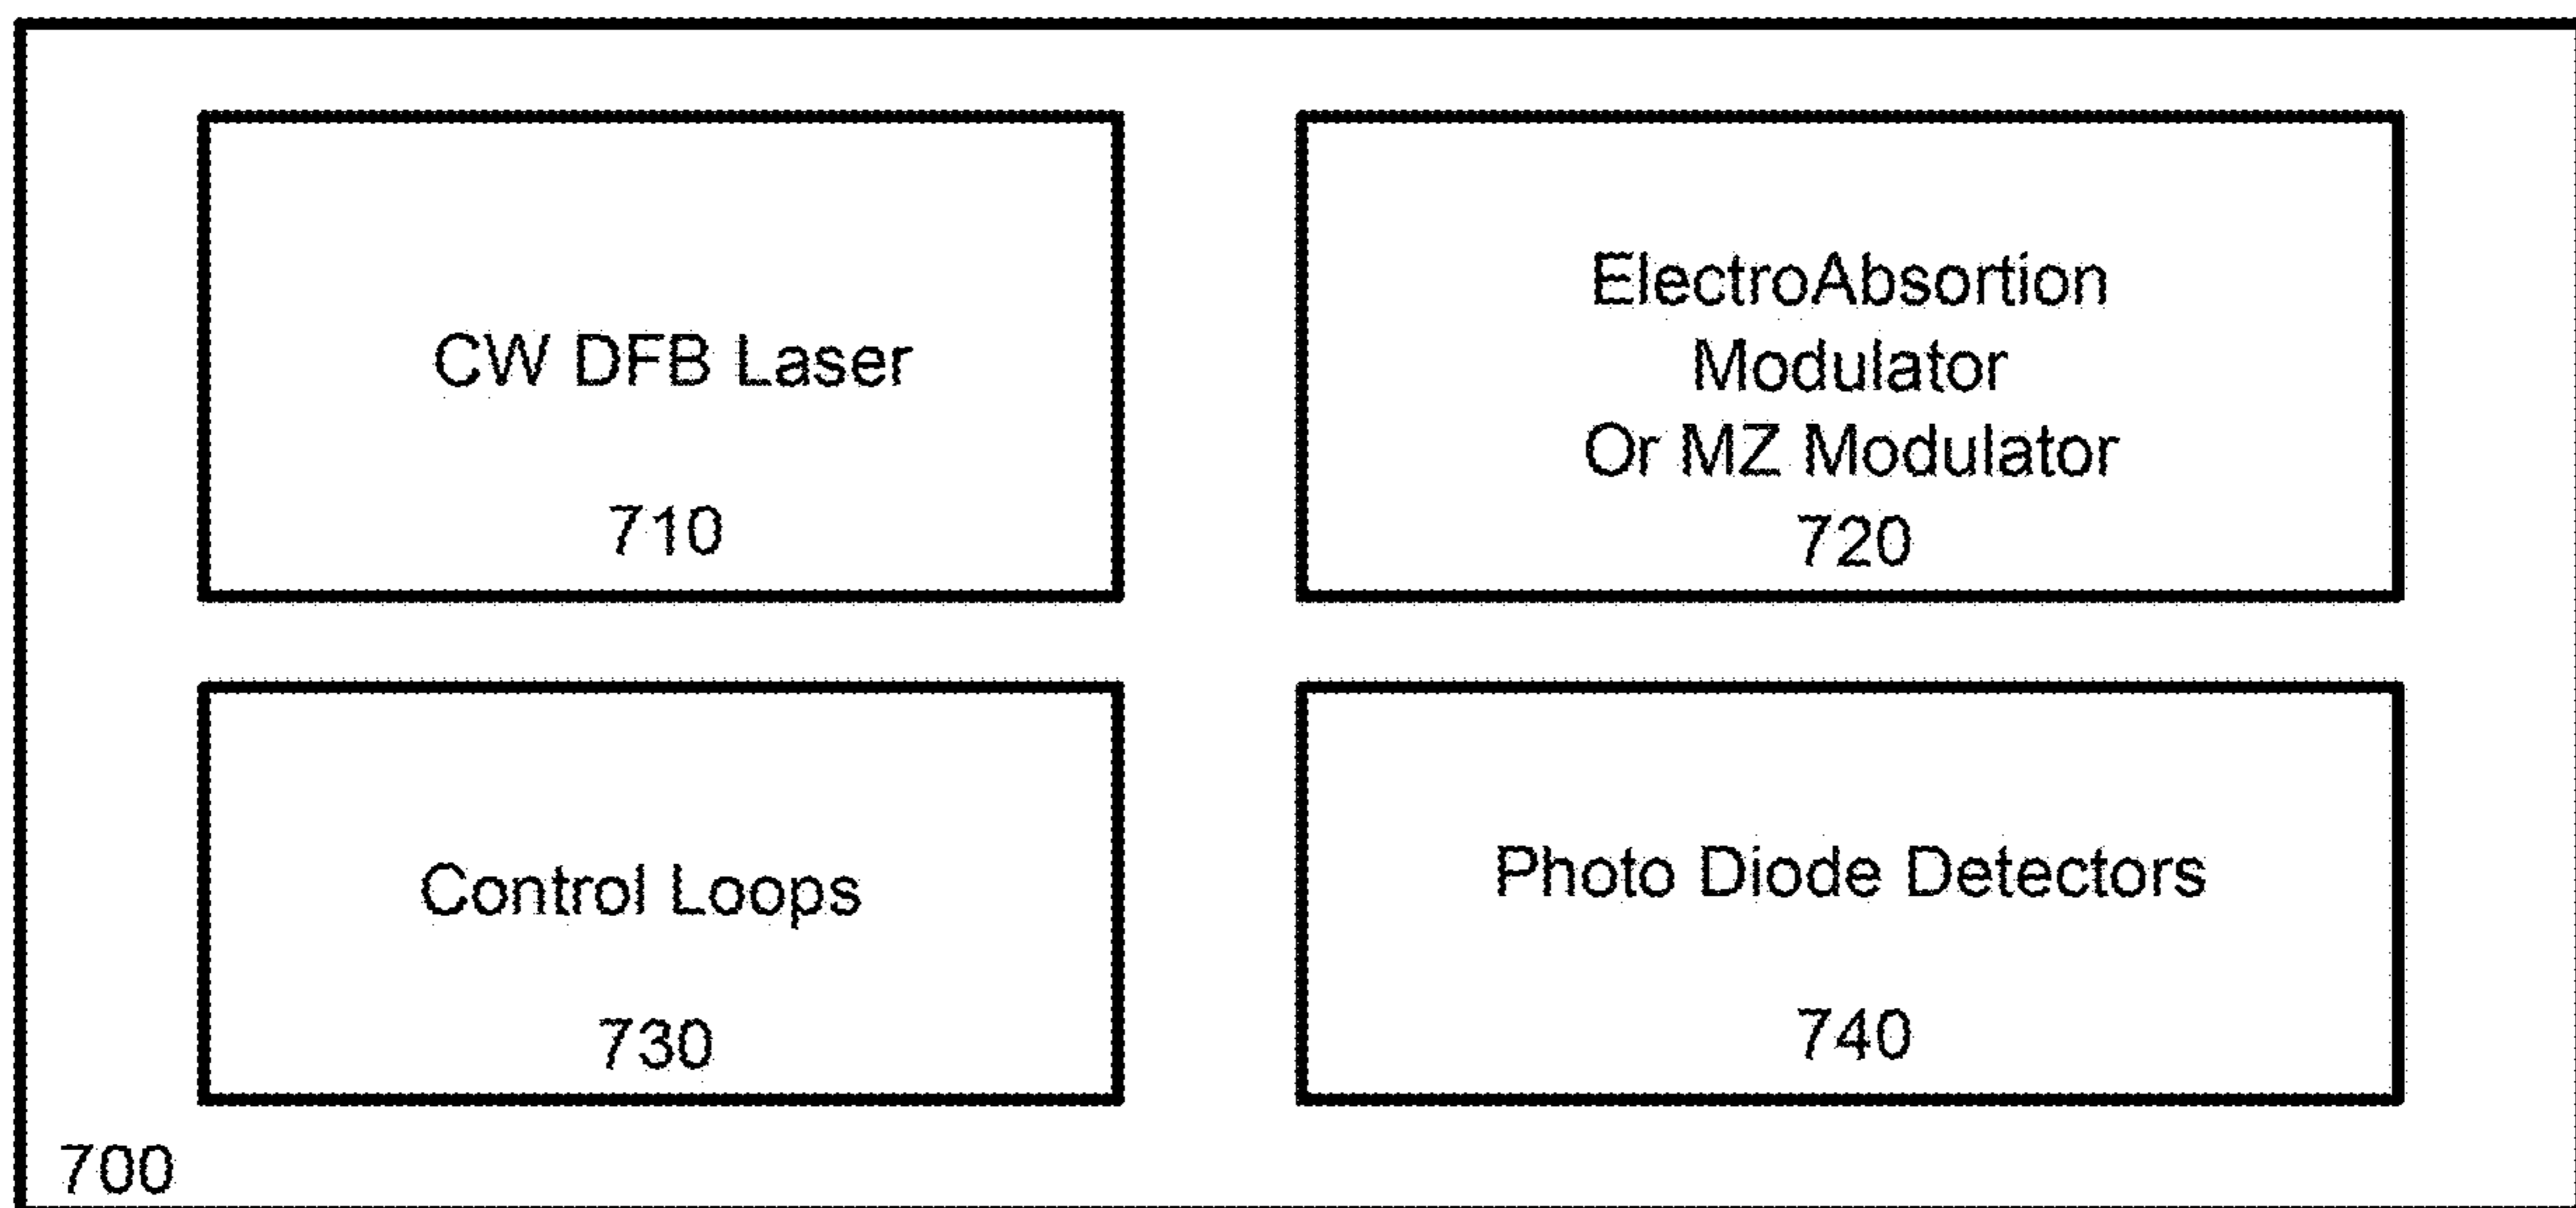 CW DFB Laser
710
ElectroAbsortion
Modulator
Or MZ Modulator
720
Control Loops
730
Photo Diode Detectors
740
700